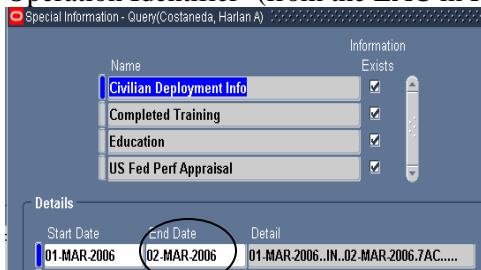 Special Information - Query(Costaneda, Harlan A)
Information
Name Exists
Civilian Deployment Info
Completed Training
Education
US Fed Perf Appraisal
Details
Start Date End Date Detail
01-MAR-2006 02-MAR-2006 01-MAR-2006..IN..02-MAR-2006.7AC.....